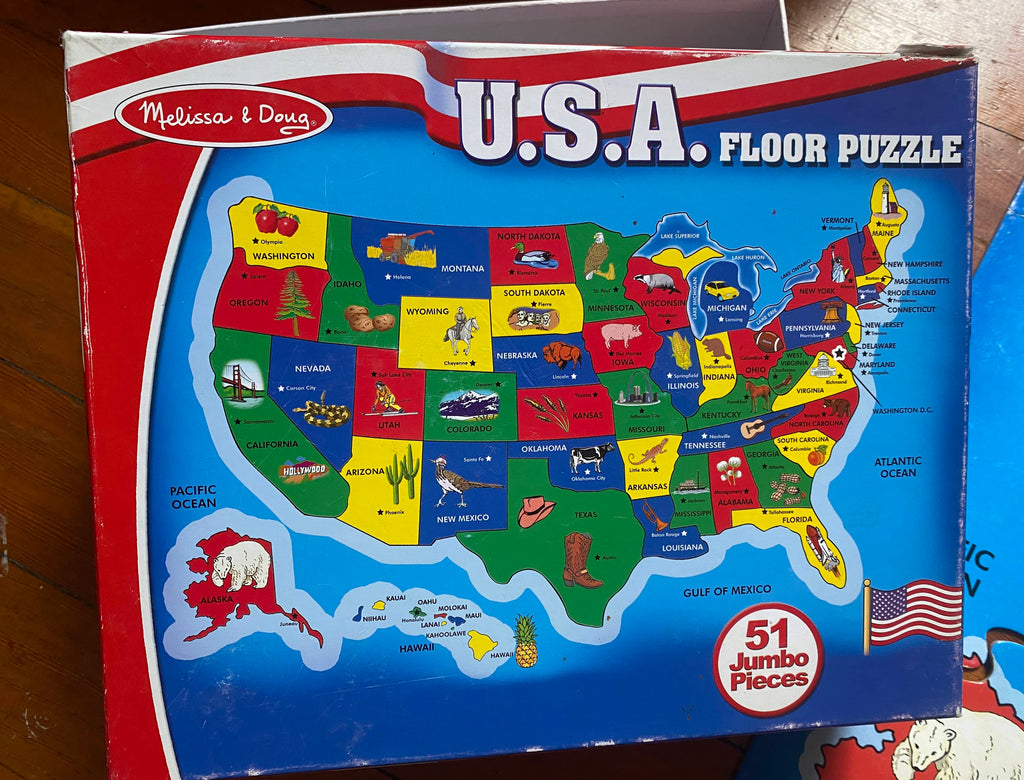 Melissa & Doug®
U.S.A. FLOOR PUZZLE
Olympia
WASHINGTON
Salem
OREGON
IDAHO
Boise
Helena
MONTANA
NORTH DAKOTA
Bismarck
SOUTH DAKOTA
Pierre
St. Paul
MINNESOTA
WYOMING
Cheyenne
NEBRASKA
Lincoln
Des Moines
IOWA
WISCONSIN
Madison
LAKE SUPERIOR
LAKE HURON
LAKE MICHIGAN
LAKE ERIE
LAKE ONTARIO
MICHIGAN
Lansing
VERMONT
Montpelier
Augusta
MAINE
NEW HAMPSHIRE
Boston
MASSACHUSETTS
Hartford
RHODE ISLAND
Providence
CONNECTICUT
Albany
NEW YORK
PENNSYLVANIA
Harrisburg
NEW JERSEY
Trenton
DELAWARE
Dover
MARYLAND
Annapolis
WASHINGTON D.C.
NEVADA
Carson City
Sacramento
CALIFORNIA
HOLLYWOOD
Salt Lake City
UTAH
Denver
COLORADO
Topeka
KANSAS
Jefferson City
MISSOURI
Springfield
ILLINOIS
Indianapolis
INDIANA
Columbus
OHIO
WEST VIRGINIA
Charleston
Richmond
VIRGINIA
Frankfort
KENTUCKY
Nashville
TENNESSEE
Raleigh
NORTH CAROLINA
SOUTH CAROLINA
Columbia
GEORGIA
Atlanta
Montgomery
ALABAMA
Jackson
MISSISSIPPI
Tallahassee
FLORIDA
ARIZONA
Phoenix
Santa Fe
NEW MEXICO
OKLAHOMA
Oklahoma City
Little Rock
ARKANSAS
TEXAS
Austin
Baton Rouge
LOUISIANA
PACIFIC
OCEAN
ATLANTIC
OCEAN
GULF OF MEXICO
ALASKA
Juneau
KAUAI
NIIHAU
OAHU
Honolulu
MOLOKAI
LANAI
MAUI
KAHOOLAWE
HAWAII
HAWAII
51
Jumbo
Pieces